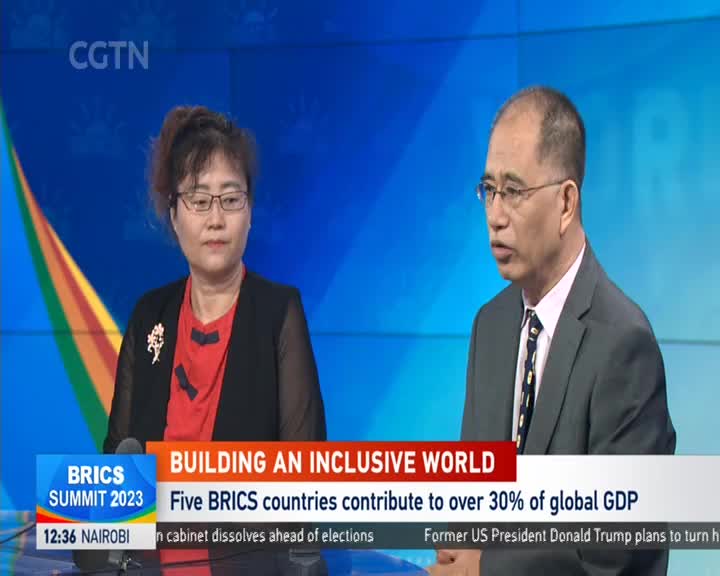 CGTN
BUILDING AN INCLUSIVE WORLD
BRICS
SUMMIT 2023
Five BRICS countries contribute to over 30% of global GDP
12:36 NAIROBI
n cabinet dissolves ahead of elections
Former US President Donald Trump plans to turn h